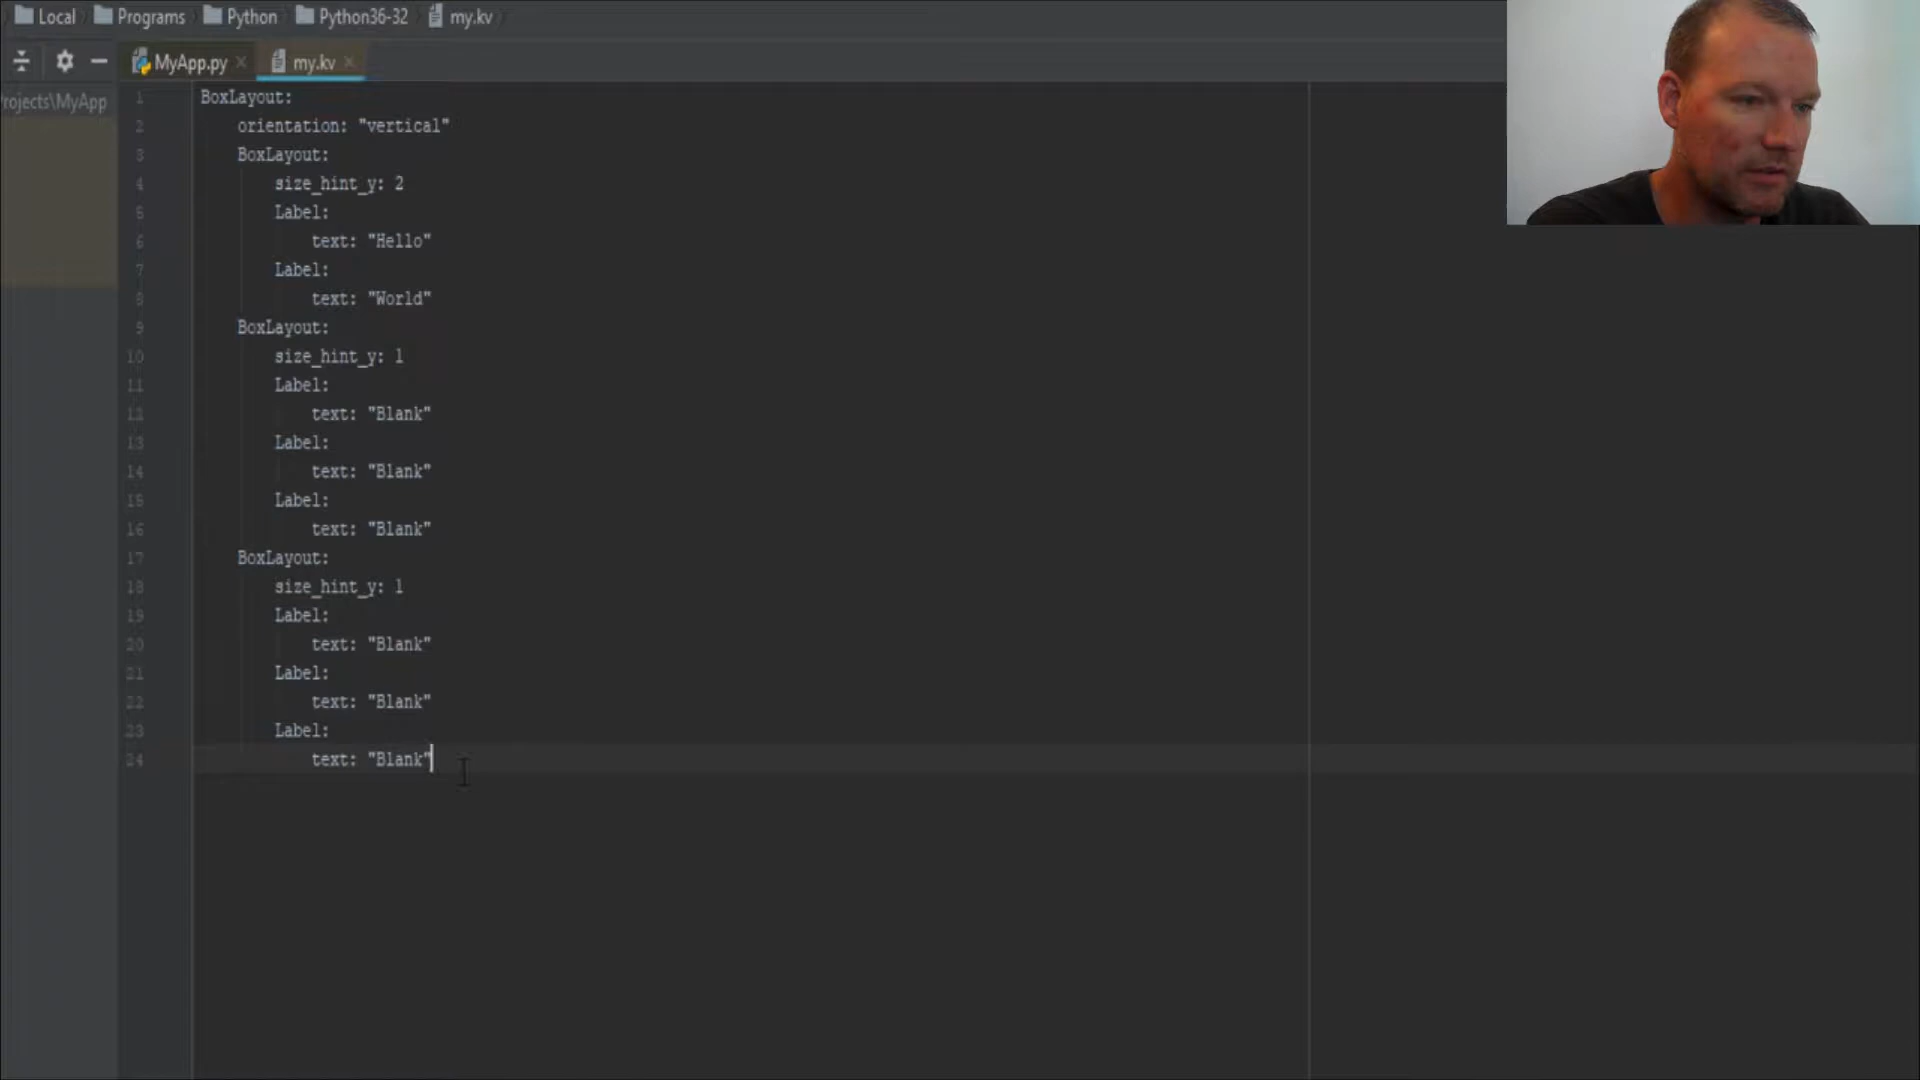 Local Programs Python Python36-32 my.kv
MyApp.py my.kv
rojects\MyApp
1 BoxLayout:
2 orientation: "vertical"
3 BoxLayout:
4 size_hint_y: 2
5 Label:
6 text: "Hello"
7 Label:
8 text: "World"
9 BoxLayout:
10 size_hint_y: 1
11 Label:
12 text: "Blank"
13 Label:
14 text: "Blank"
15 Label:
16 text: "Blank"
17 BoxLayout:
18 size_hint_y: 1
19 Label:
20 text: "Blank"
21 Label:
22 text: "Blank"
23 Label:
24 text: "Blank"